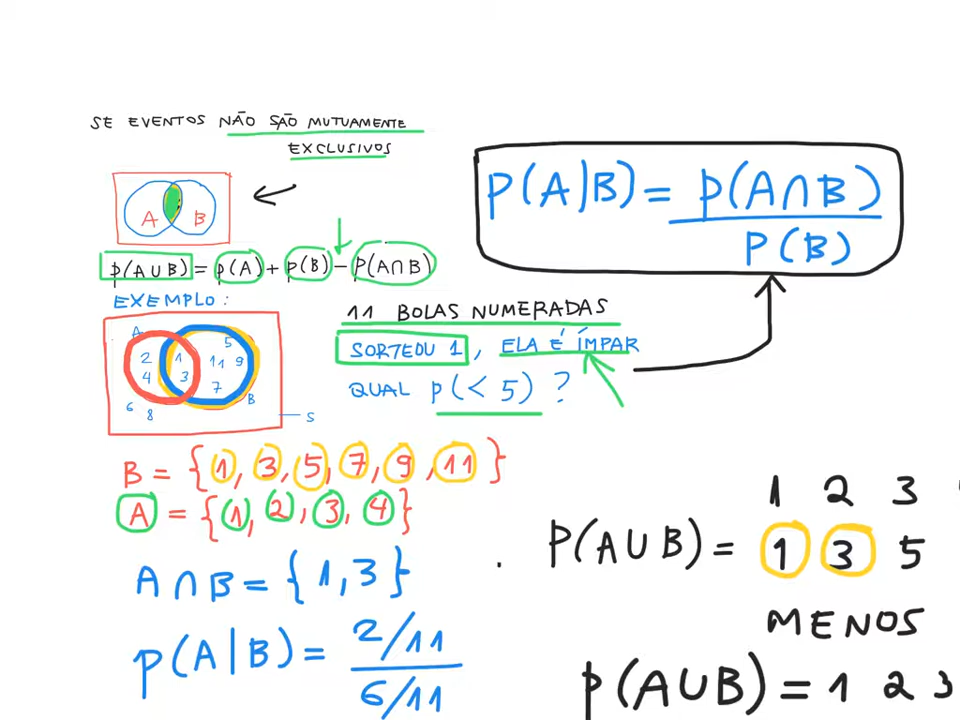 SE EVENTOS NÃO SÃO MUTUAMENTE
EXCLUSIVOS
A B
P(A∪B) = P(A) + P(B) − P(A∩B)
P(A|B) = P(A∩B)
P(B)
EXEMPLO:
11 BOLAS NUMERADAS
SORTEOU 1, ELA É ÍMPAR
QUAL P(< 5) ?
A
5
2 1 11 9
4 3 7
B
6 8
S
B = {1, 3, 5, 7, 9, 11}
A = {1, 2, 3, 4}
A∩B = {1, 3}
P(A|B) = 2/11
6/11
1 2 3
P(A∪B) = 1 3 5
MENOS
P(A∪B) = 1 2 3